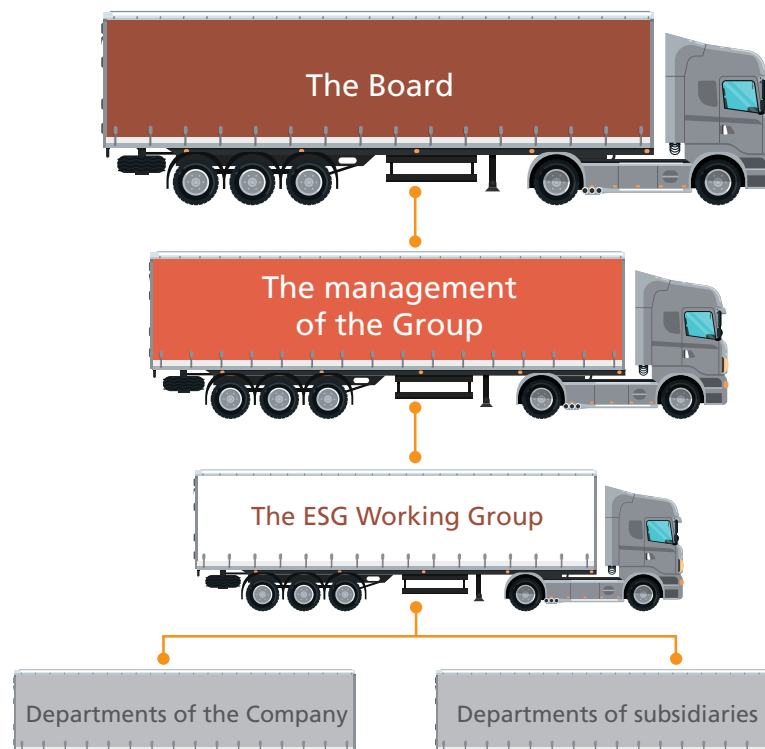 The Board
The management
of the Group
The ESG Working Group
Departments of the Company
Departments of subsidiaries